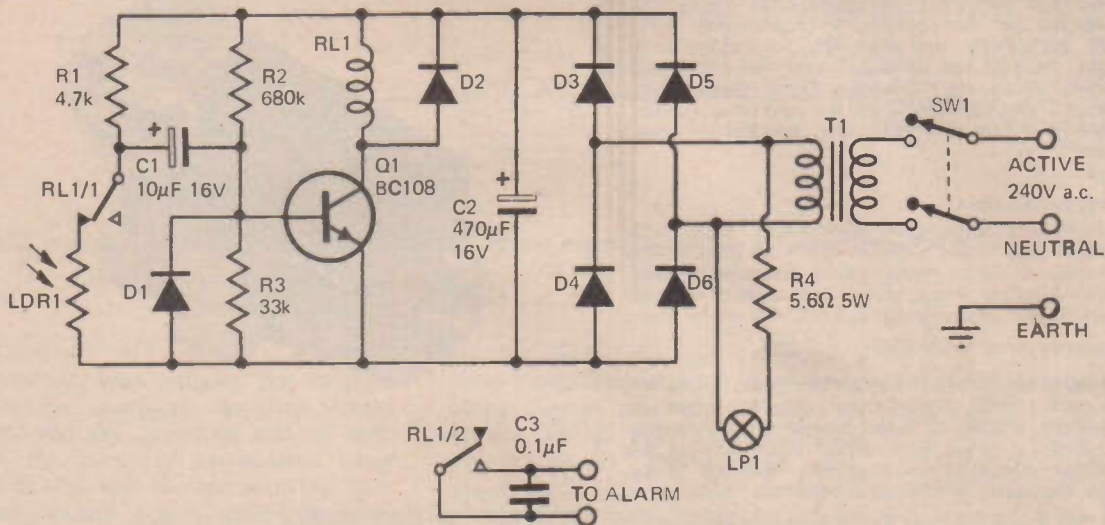 R1
4.7k
+
C1
10µF 16V
RL1/1
LDR1
D1
R2
680k
R3
33k
RL1
Q1
BC108
D2
+
C2
470µF
16V
D3
D5
D4
D6
T1
SW1
ACTIVE
240V a.c.
NEUTRAL
EARTH
R4
5.6Ω 5W
LP1
RL1/2
C3
0.1µF
TO ALARM